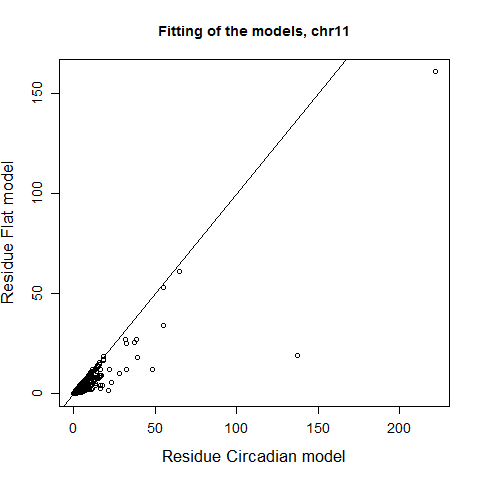 Fitting of the models, chr11
Residue Flat model
150
100
50
0
0 50 100 150 200
Residue Circadian model